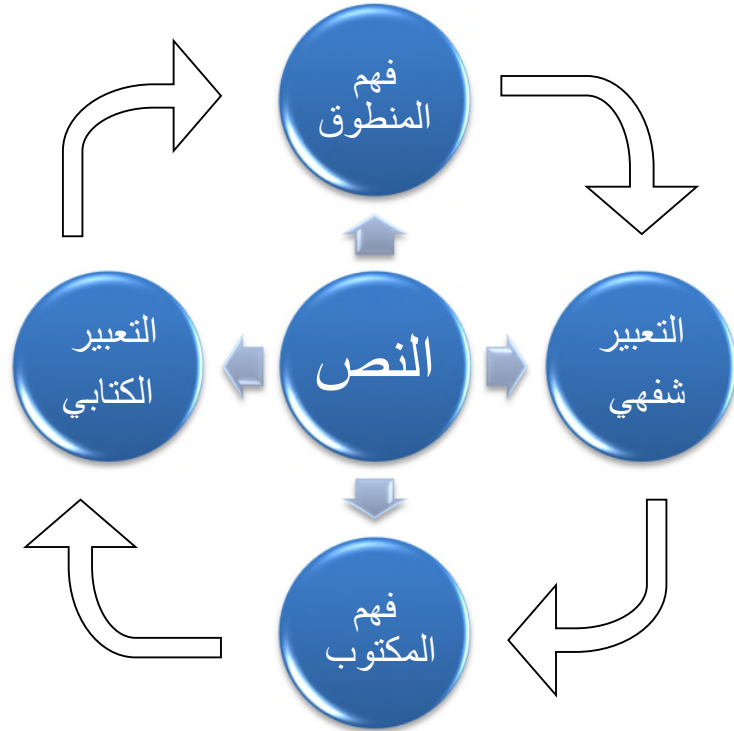 فهم
المنطوق
التعبير
شفهي
النص
التعبير
الكتابي
فهم
المكتوب